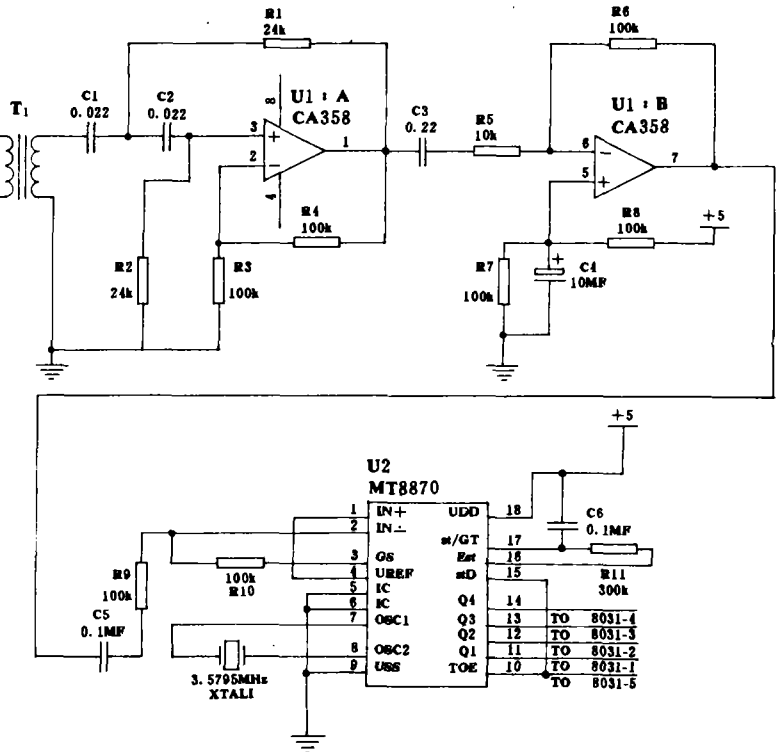 R1
24k
R6
100k
T1
C1
0.022
C2
0.022
8
U1:A
CA358
3
+
2
−
1
4
C3
0.22
R5
10k
U1:B
CA358
6
−
5
+
7
R4
100k
R8
100k
+5
R2
24k
R3
100k
R7
100k
+
C4
10MF
+5
U2
MT8870
1 IN+ UDD 18
2 IN− 
C6
0.1MF
st/GT 17
3 GS Est 16
4 UREF stD 15
R9
100k
100k
R10
R11
300k
5 IC
6 IC Q4 14
7 OSC1 Q3 13 TO 8031-4
Q2 12 TO 8031-3
8 OSC2 Q1 11 TO 8031-2
9 USS TOE 10 TO 8031-1
TO 8031-5
C5
0.1MF
3.5795MHz
XTALI